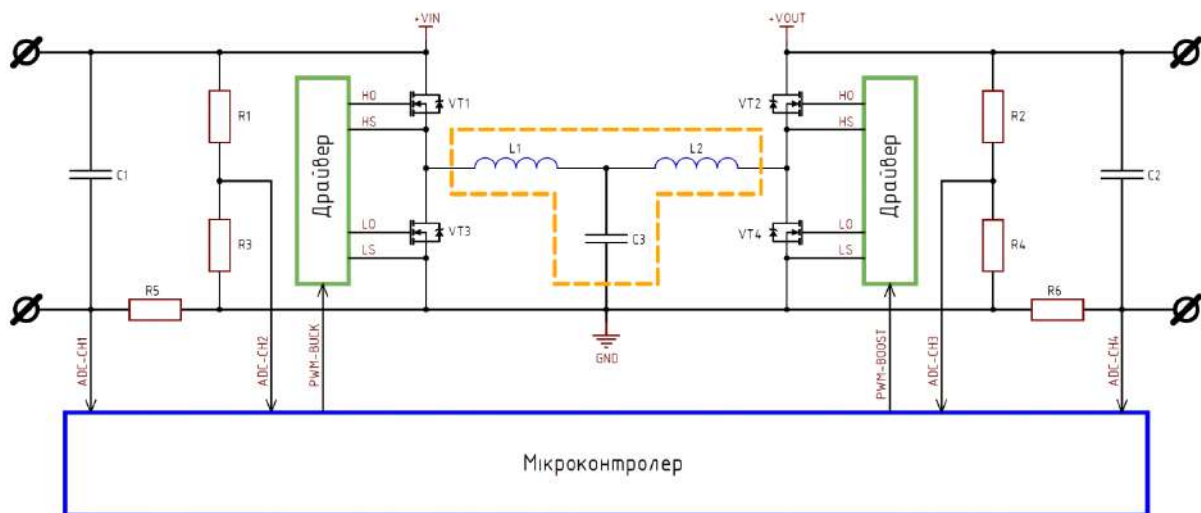 +VIN
+VOUT
HO
HS
VT1
VT2
HO
HS
R1
R2
L1
L2
C1
C2
Драйвер
Драйвер
R3
R4
LO
LS
VT3
C3
VT4
LO
LS
R5
R6
GND
ADC-CH1
ADC-CH2
PWM-BUCK
PWM-BOOST
ADC-CH3
ADC-CH4
Мікроконтролер